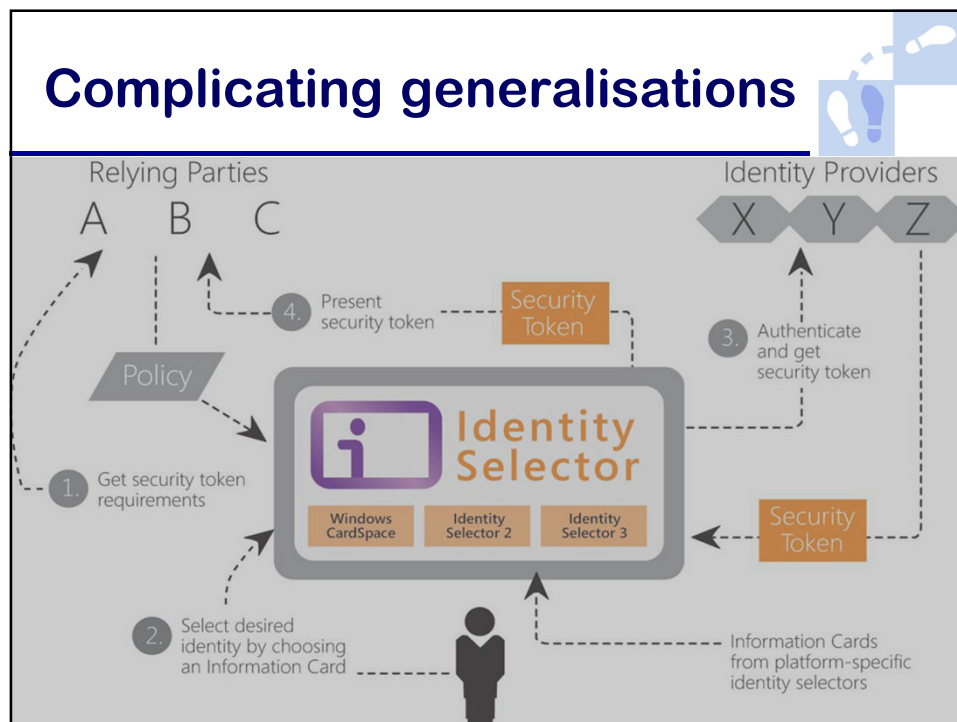 Complicating generalisations
Relying Parties
A B C
Identity Providers
X Y Z
4.
Present
security token
Security
Token
3.
Authenticate
and get
security token
Policy
Identity
Selector
Windows
CardSpace
Identity
Selector 2
Identity
Selector 3
1.
Get security token
requirements
Security
Token
2.
Select desired
identity by choosing
an Information Card
Information Cards
from platform-specific
identity selectors